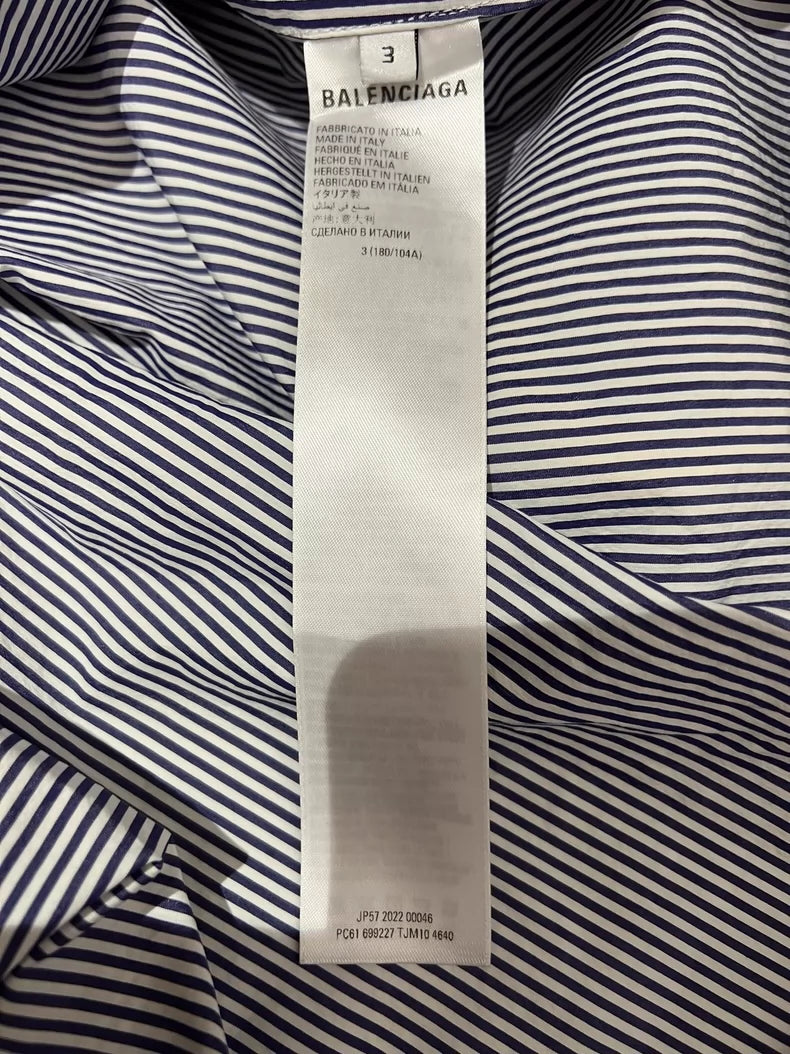 3
BALENCIAGA
FABBRICATO IN ITALIA
MADE IN ITALY
FABRIQUÉ EN ITALIE
HECHO EN ITALIA
HERGESTELLT IN ITALIEN
FABRICADO EM ITÁLIA
イタリア製
صنع في إيطاليا
产地：意大利
СДЕЛАНО В ИТАЛИИ
3 (180/104A)
JP57 2022 00046
PC61 699227 TJM10 4640